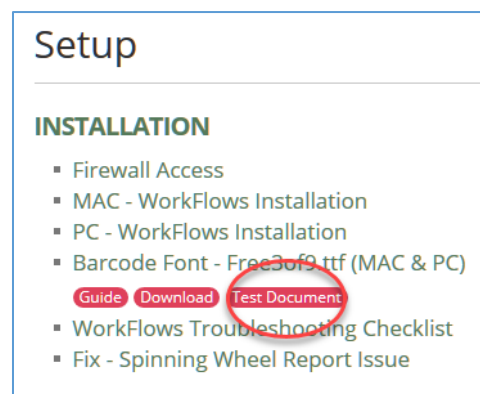 Setup
INSTALLATION
Firewall Access
MAC - WorkFlows Installation
PC - WorkFlows Installation
Barcode Font - Free3of9.ttf (MAC & PC)
Guide Download Test Document
WorkFlows Troubleshooting Checklist
Fix - Spinning Wheel Report Issue